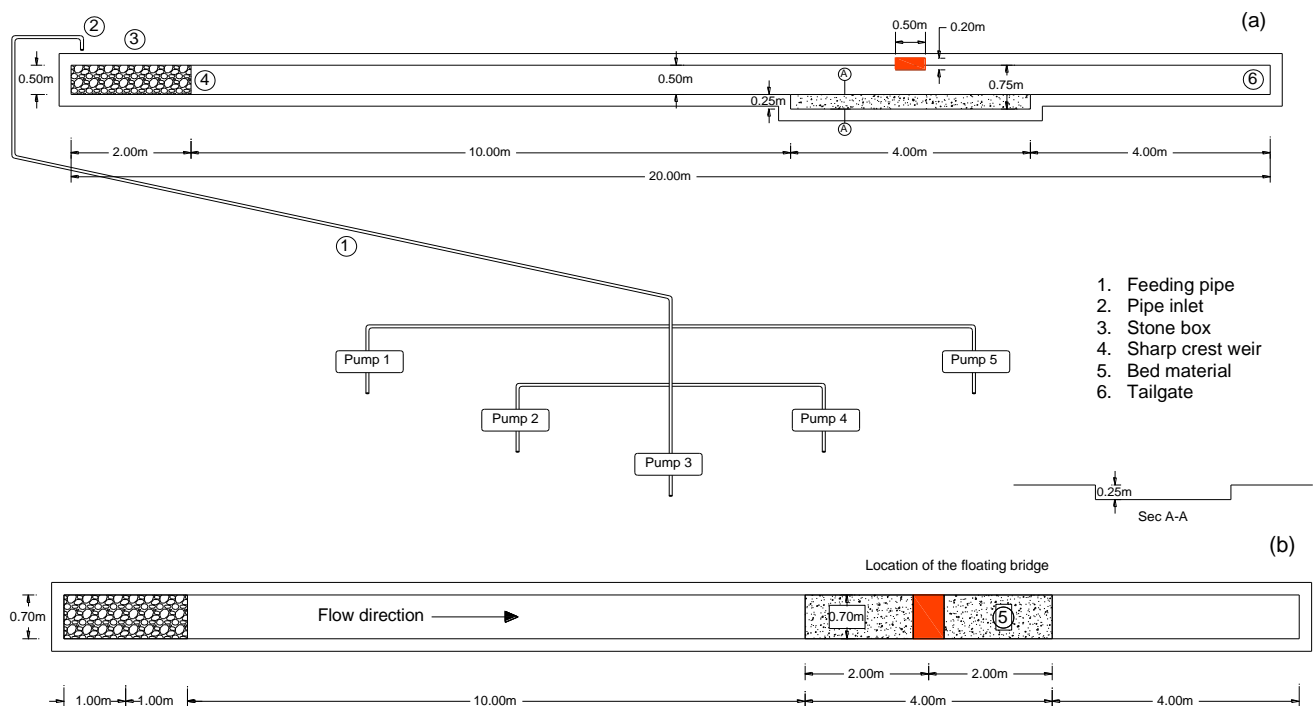 (a)
2
3
0.50m
0.20m
0.50m
4
0.50m
A
0.75m
6
0.25m
A
2.00m
10.00m
4.00m
4.00m
20.00m
1
1. Feeding pipe
2. Pipe inlet
3. Stone box
4. Sharp crest weir
5. Bed material
6. Tailgate
Pump 1
Pump 5
Pump 2
Pump 4
Pump 3
0.25m
Sec A-A
(b)
Location of the floating bridge
0.70m
Flow direction
0.70m
5
2.00m
2.00m
1.00m
1.00m
10.00m
4.00m
4.00m